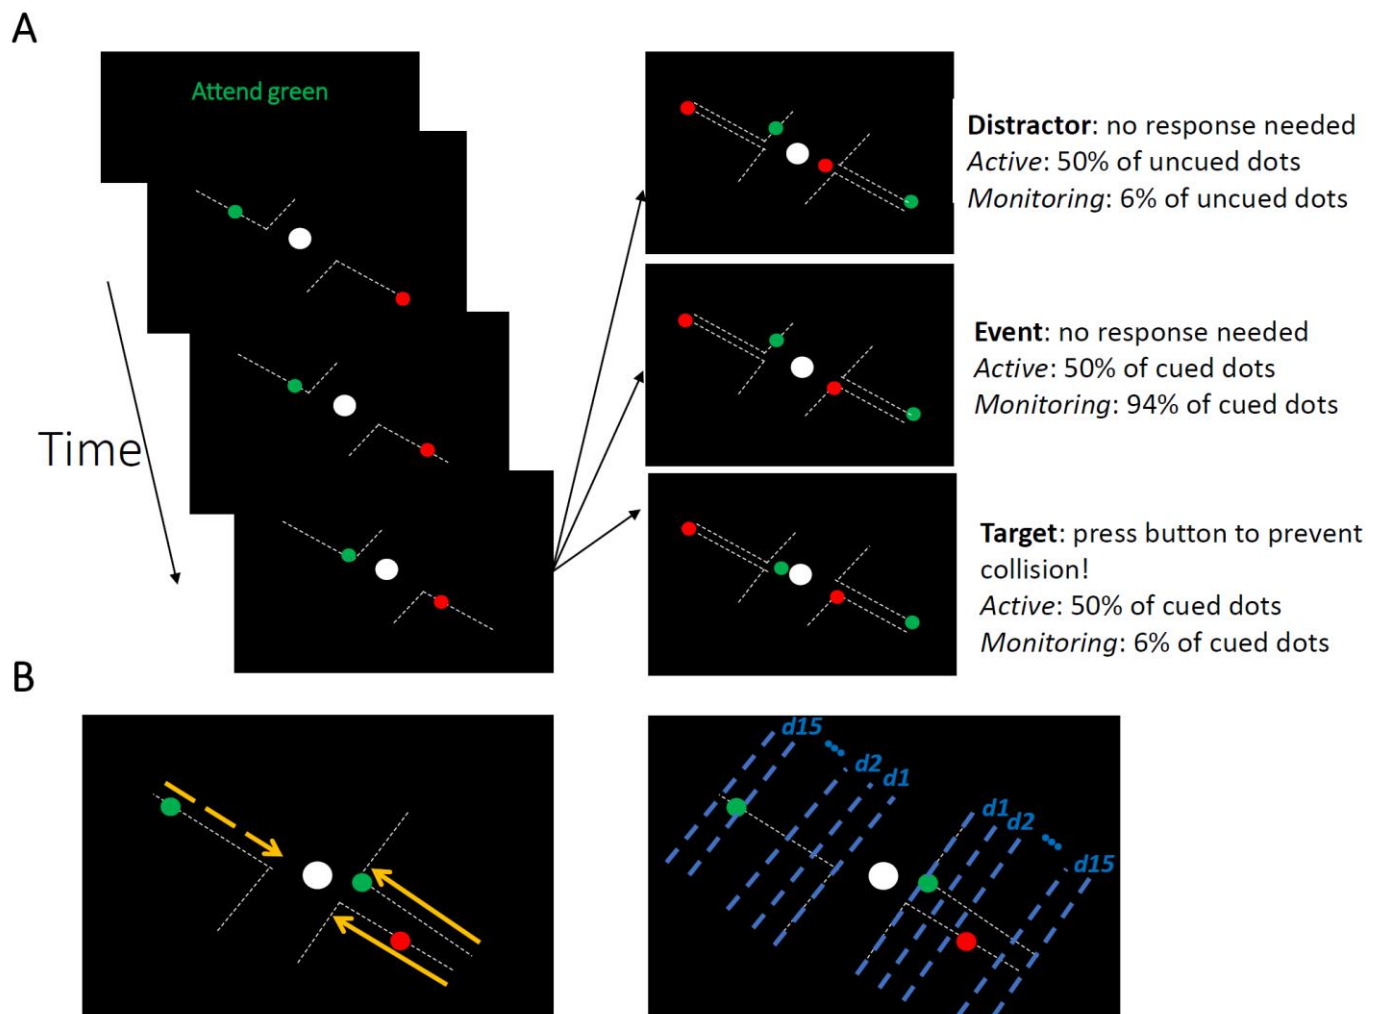 A
Attend green
Time
Distractor: no response needed
Active: 50% of uncued dots
Monitoring: 6% of uncued dots
Event: no response needed
Active: 50% of cued dots
Monitoring: 94% of cued dots
Target: press button to prevent
collision!
Active: 50% of cued dots
Monitoring: 6% of cued dots
B
d15
d2
d1
d1
d2
d15